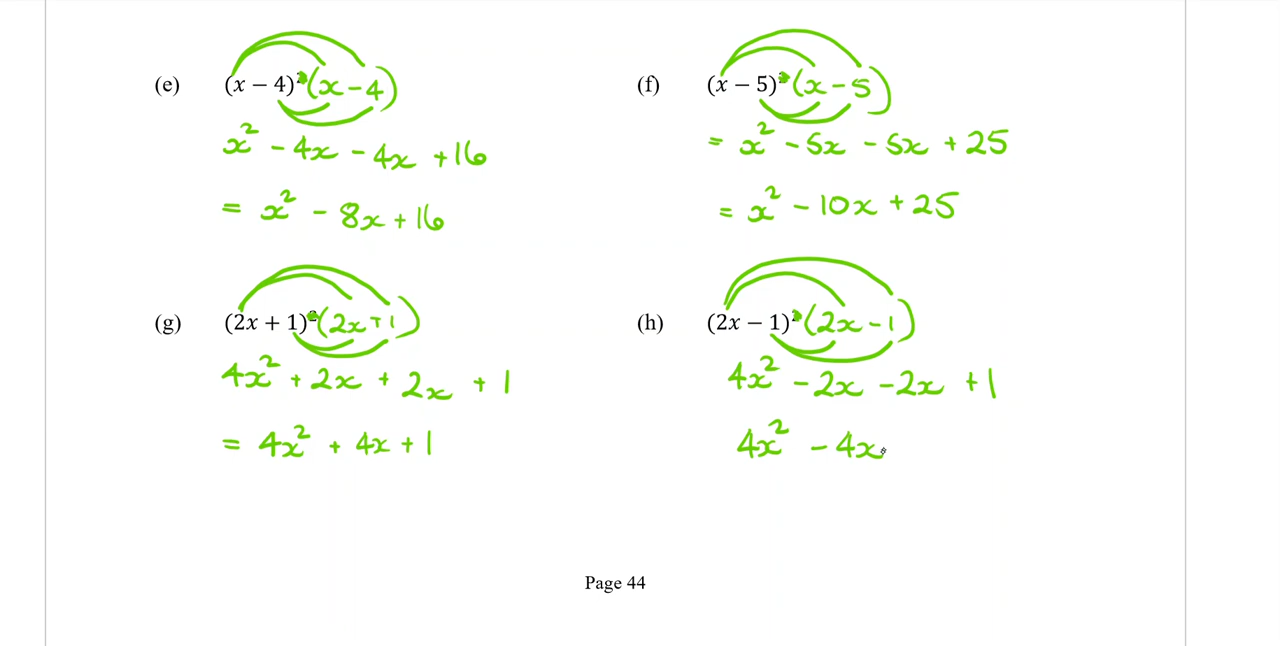 (e) (x − 4)² (x − 4)
x² − 4x − 4x + 16
= x² − 8x + 16
(f) (x − 5)² (x − 5)
= x² − 5x − 5x + 25
= x² − 10x + 25
(g) (2x + 1)² (2x + 1)
4x² + 2x + 2x + 1
= 4x² + 4x + 1
(h) (2x − 1)² (2x − 1)
4x² − 2x − 2x + 1
4x² − 4x
Page 44